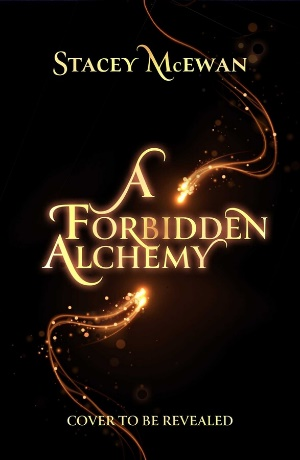 STACEY MCEWAN
A
FORBIDDEN
ALCHEMY
COVER TO BE REVEALED